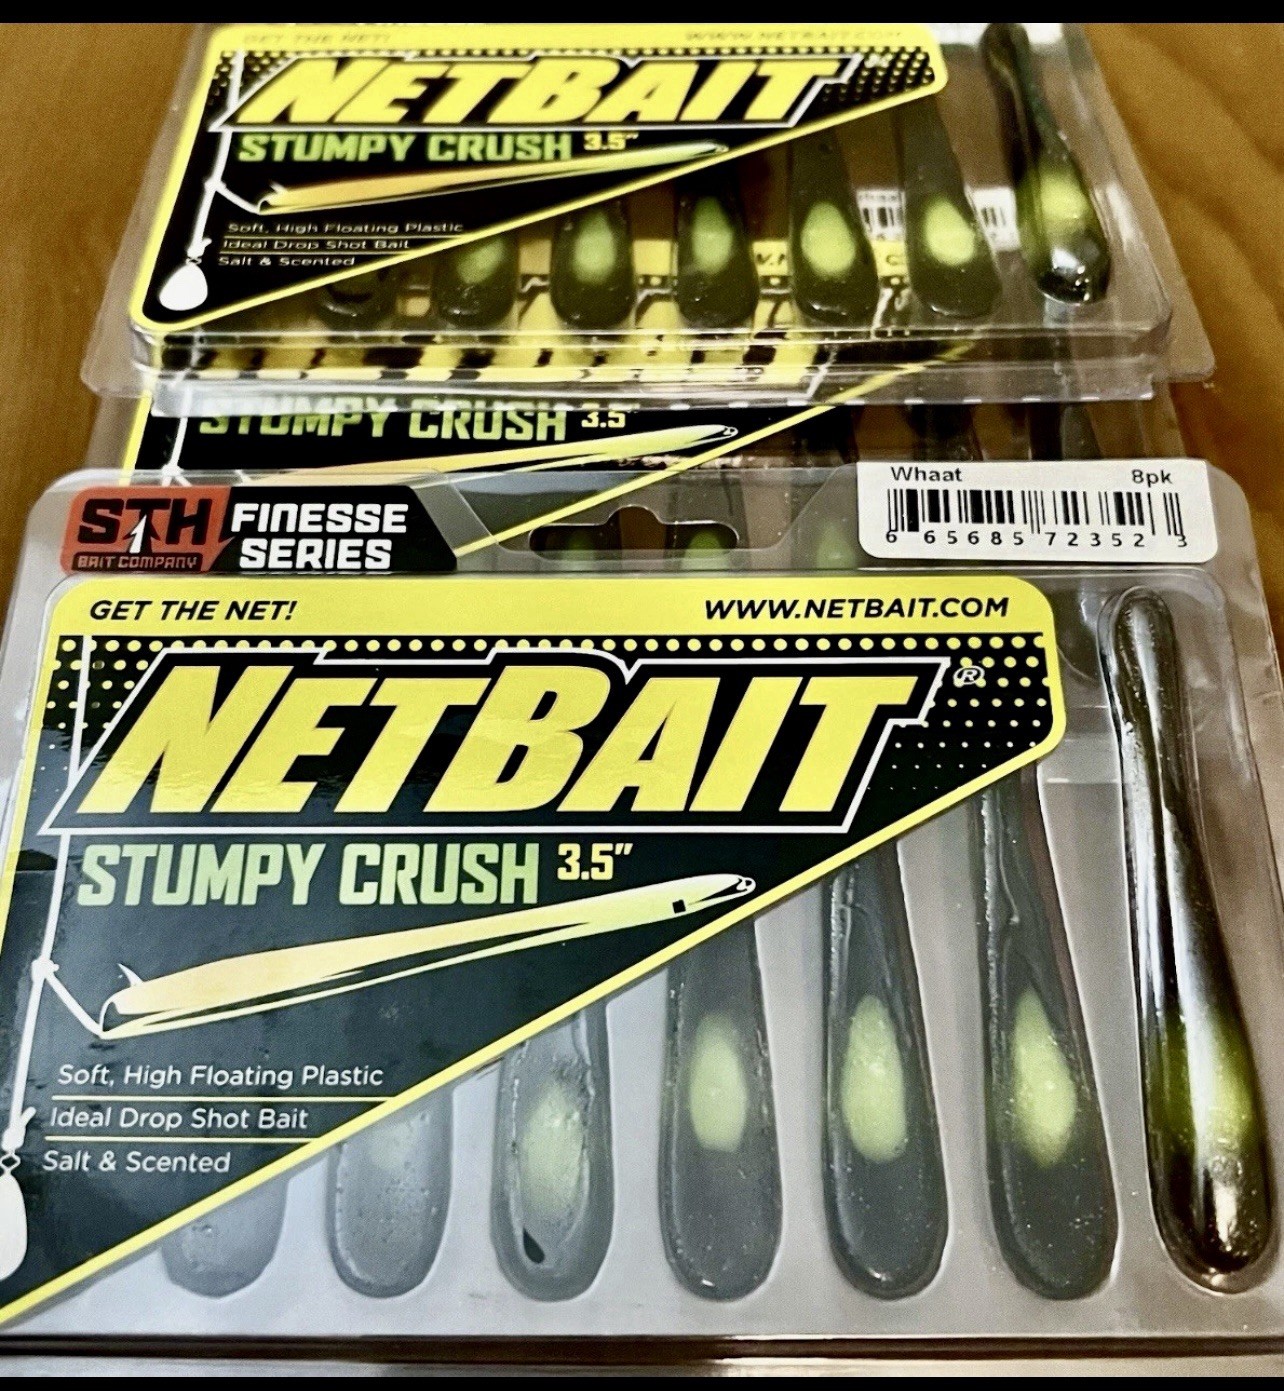 GET THE NET!
WWW.NETBAIT.COM
NETBAIT
STUMPY CRUSH 3.5"
Soft, High Floating Plastic
Ideal Drop Shot Bait
Salt & Scented
STUMPY CRUSH 3.5"
STH
BAIT COMPANY
FINESSE
SERIES
Whaat 8pk
6 65685 72352 3
GET THE NET!
WWW.NETBAIT.COM
NETBAIT®
STUMPY CRUSH 3.5"
Soft, High Floating Plastic
Ideal Drop Shot Bait
Salt & Scented